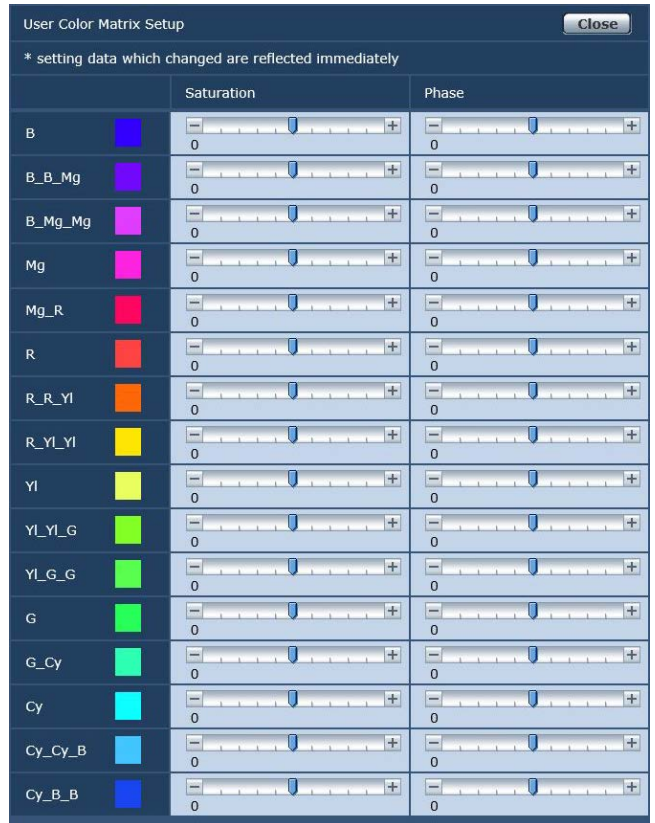 User Color Matrix Setup Close
* setting data which changed are reflected immediately
Saturation Phase
B - + - +
0 0
B_B_Mg - + - +
0 0
B_Mg_Mg - + - +
0 0
Mg - + - +
0 0
Mg_R - + - +
0 0
R - + - +
0 0
R_R_Yl - + - +
0 0
R_Yl_Yl - + - +
0 0
Yl - + - +
0 0
Yl_Yl_G - + - +
0 0
Yl_G_G - + - +
0 0
G - + - +
0 0
G_Cy - + - +
0 0
Cy - + - +
0 0
Cy_Cy_B - + - +
0 0
Cy_B_B - + - +
0 0